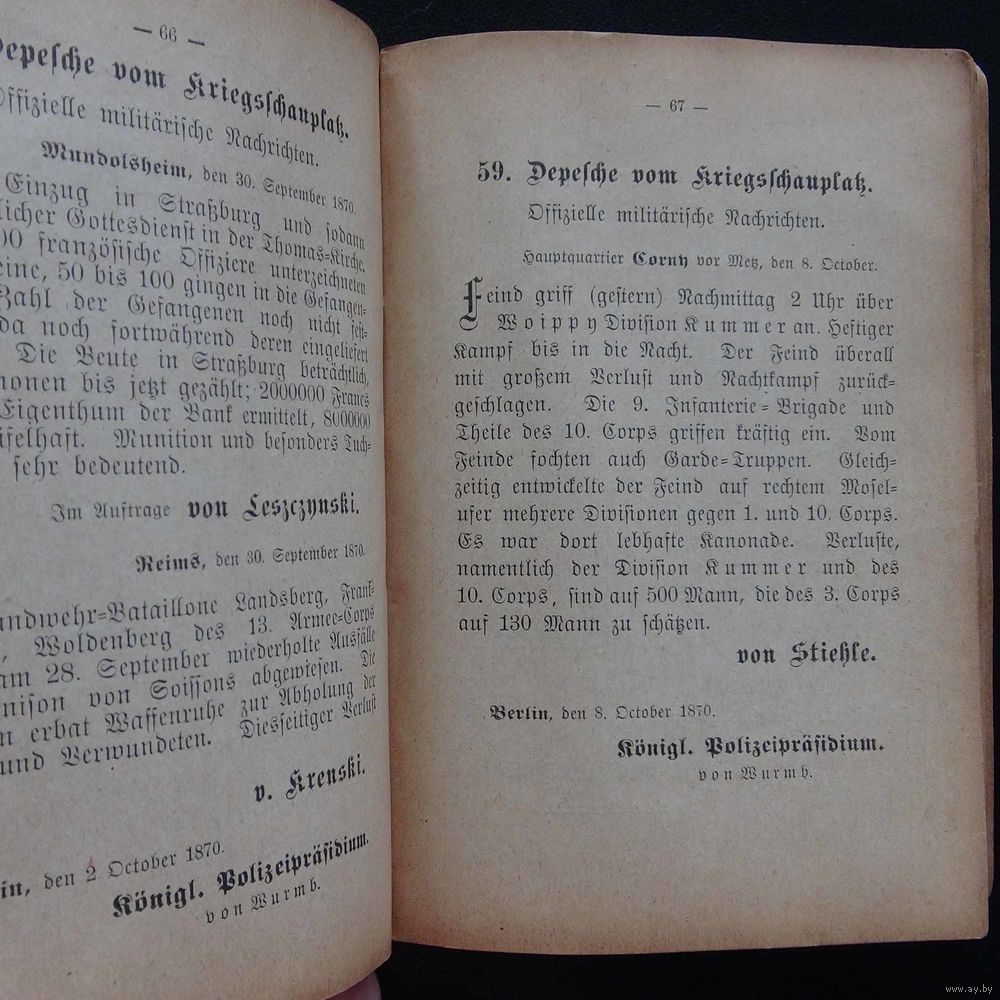 — 66 —
Depesche vom Kriegsschauplatz.
Offizielle militärische Nachrichten.
Mundolsheim, den 30. September 1870.
Einzug in Straßburg und sodann
licher Gottesdienst in der Thomas-Kirche.
00 französische Offiziere unterzeichneten
eine, 50 bis 100 gingen in die Gefangen-
Zahl der Gefangenen noch nicht fest-
da noch fortwährend deren eingeliefert
Die Beute in Straßburg beträchtlich,
nonen bis jetzt gezählt; 2000000 Francs
Eigenthum der Bank ermittelt, 8000000
ifelhaft. Munition und besonders Tuch-
sehr bedeutend.
Im Auftrage von Leszczynski.
Reims, den 30. September 1870.
andwehr-Bataillone Landsberg, Frank-
, Woldenberg des 13. Armee-Corps
am 28. September wiederholte Ausfälle
nison von Soissons abgewiesen. Die
n erbat Waffenruhe zur Abholung der
und Verwundeten. Diesseitiger Verlust
v. Krenski.
in, den 2 October 1870.
Königl. Polizeipräsidium.
von Wurmb.
— 67 —
59. Depesche vom Kriegsschauplatz.
Offizielle militärische Nachrichten.
Hauptquartier Corny vor Metz, den 8. October.
Feind griff (gestern) Nachmittag 2 Uhr über
Woippy Division Kummer an. Heftiger
Kampf bis in die Nacht. Der Feind überall
mit großem Verlust und Nachtkampf zurück-
geschlagen. Die 9. Infanterie-Brigade und
Theile des 10. Corps griffen kräftig ein. Vom
Feinde fochten auch Garde-Truppen. Gleich-
zeitig entwickelte der Feind auf rechtem Mosel-
ufer mehrere Divisionen gegen 1. und 10. Corps.
Es war dort lebhafte Kanonade. Verluste,
namentlich der Division Kummer und des
10. Corps, sind auf 500 Mann, die des 3. Corps
auf 130 Mann zu schätzen.
von Stiehle.
Berlin, den 8. October 1870.
Königl. Polizeipräsidium.
von Wurmb.
www.ay.by